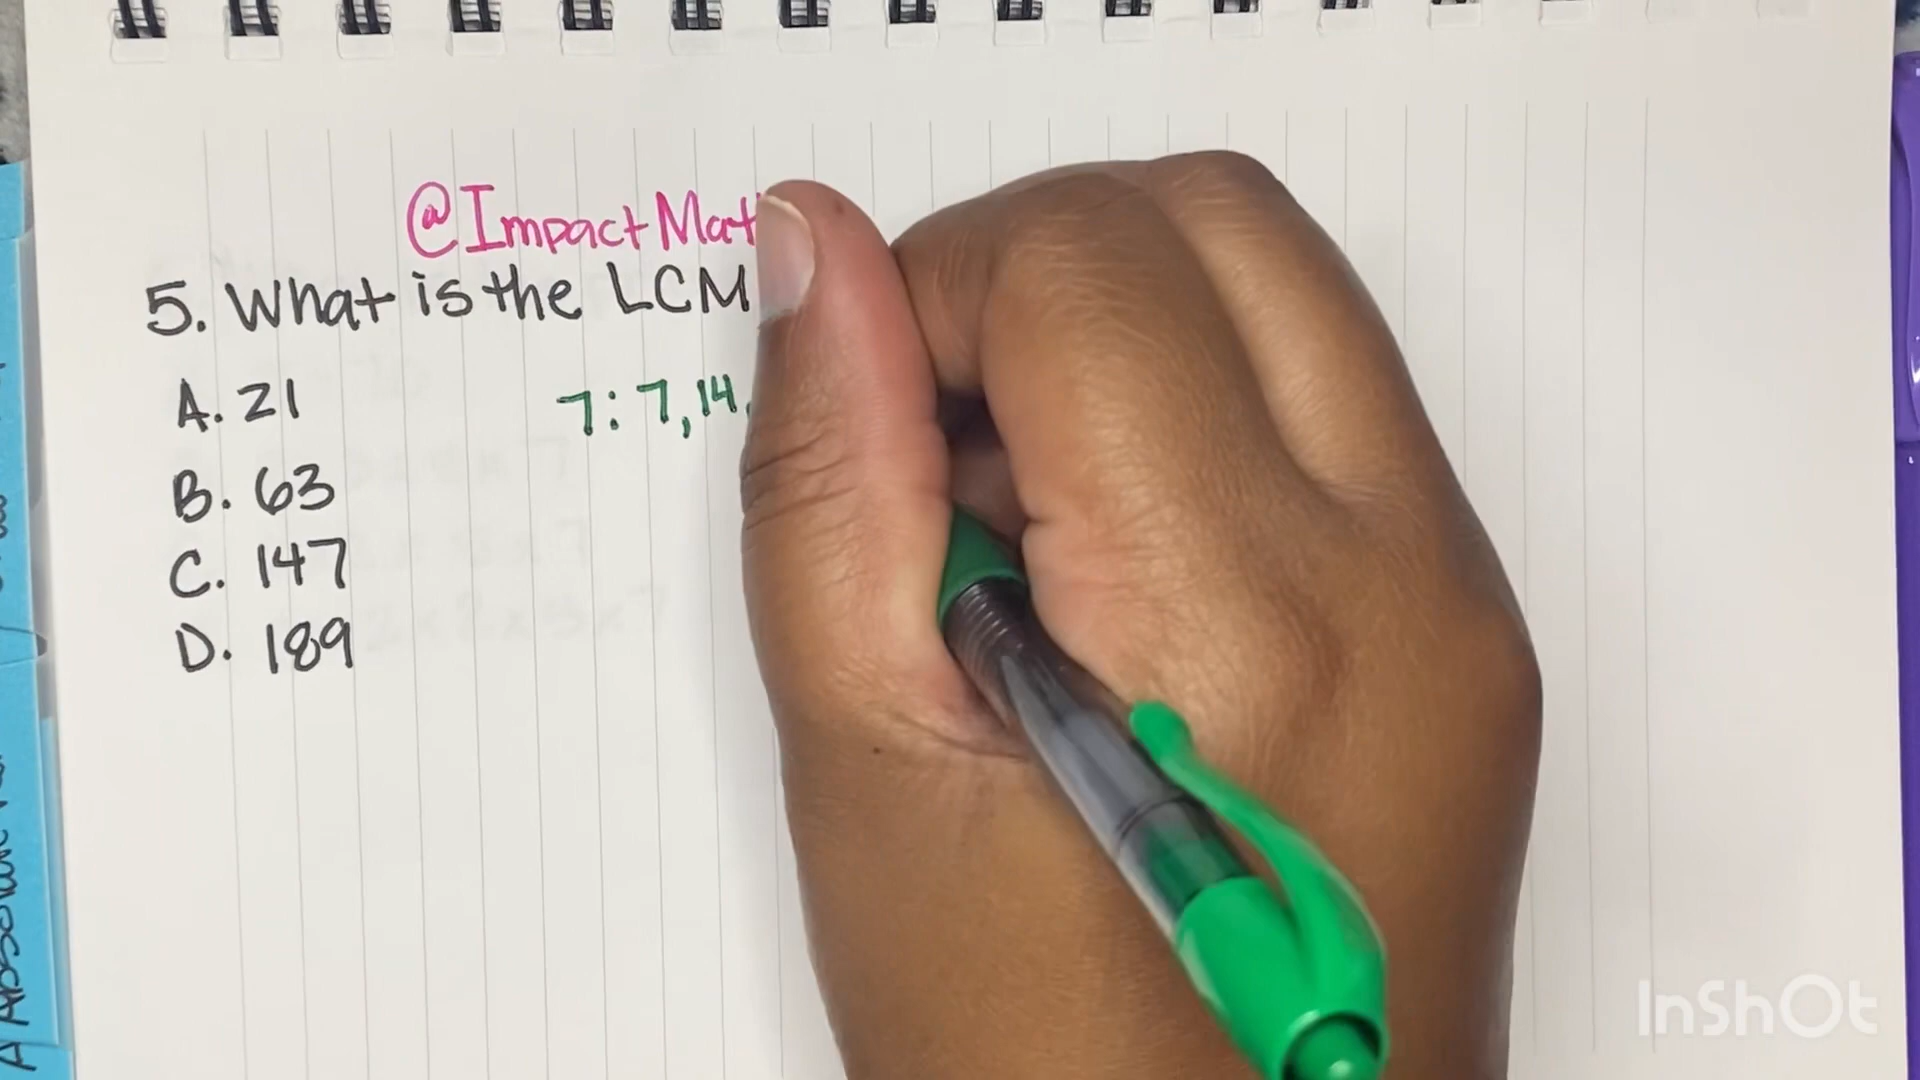 @ImpactMat
5. What is the LCM
A. 21
7: 7, 14,
B. 63
C. 147
D. 189
InShOt